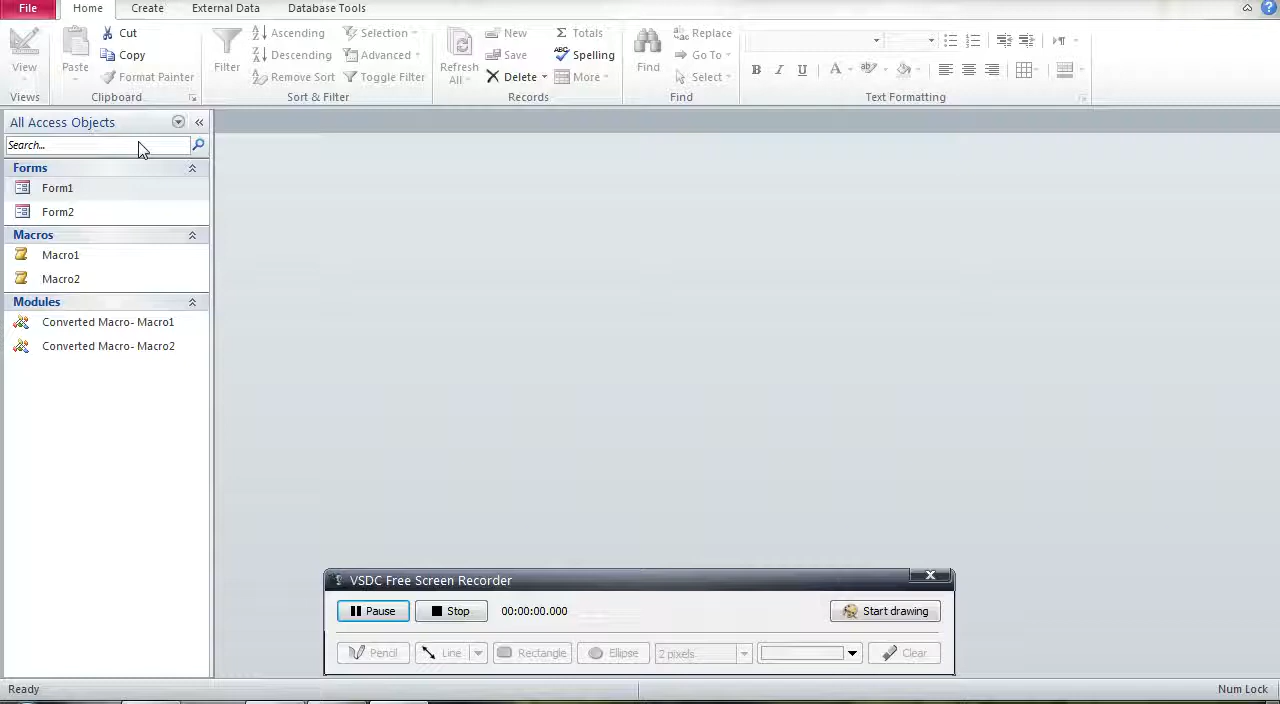 File Home Create External Data Database Tools
View
Views
Paste
Cut
Copy
Format Painter
Clipboard
Filter
Ascending
Descending
Remove Sort
Selection
Advanced
Toggle Filter
Sort & Filter
Refresh
All
New
Save
Delete
Totals
Spelling
More
Records
Find
Replace
Go To
Select
Find
B I U A
Text Formatting
All Access Objects
Search...
Forms
Form1
Form2
Macros
Macro1
Macro2
Modules
Converted Macro- Macro1
Converted Macro- Macro2
VSDC Free Screen Recorder
Pause Stop 00:00:00.000 Start drawing
Pencil Line Rectangle Ellipse 2 pixels Clear
Ready Num Lock